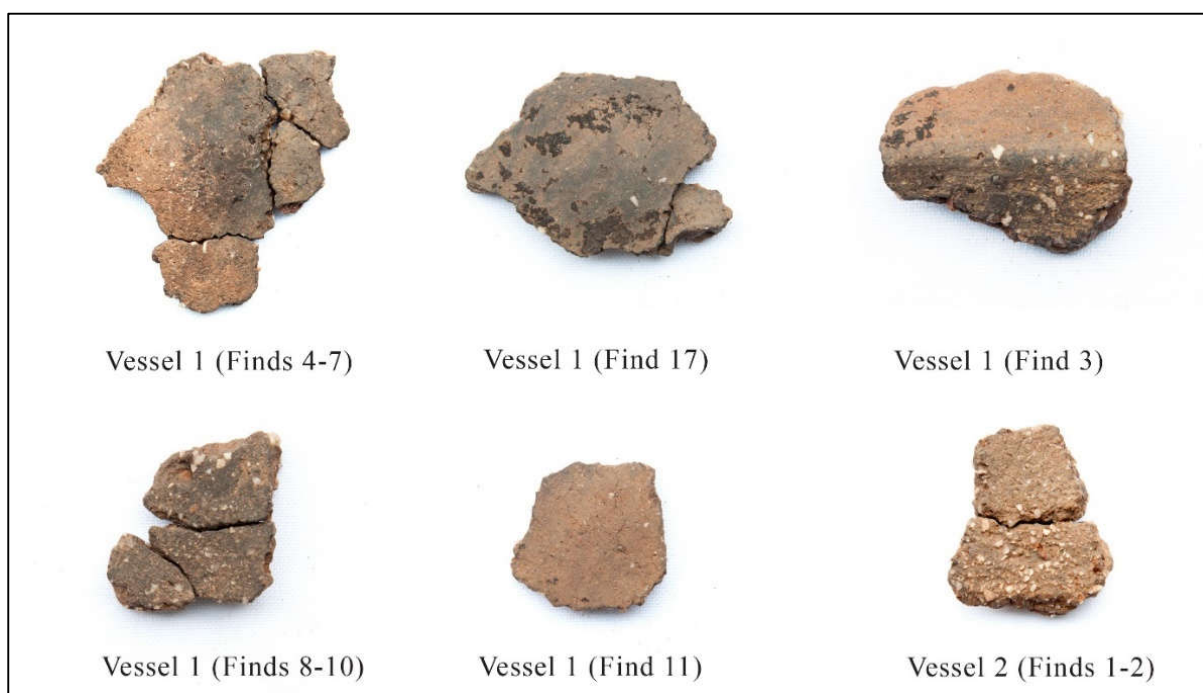 Vessel 1 (Finds 4-7)
Vessel 1 (Find 17)
Vessel 1 (Find 3)
Vessel 1 (Finds 8-10)
Vessel 1 (Find 11)
Vessel 2 (Finds 1-2)